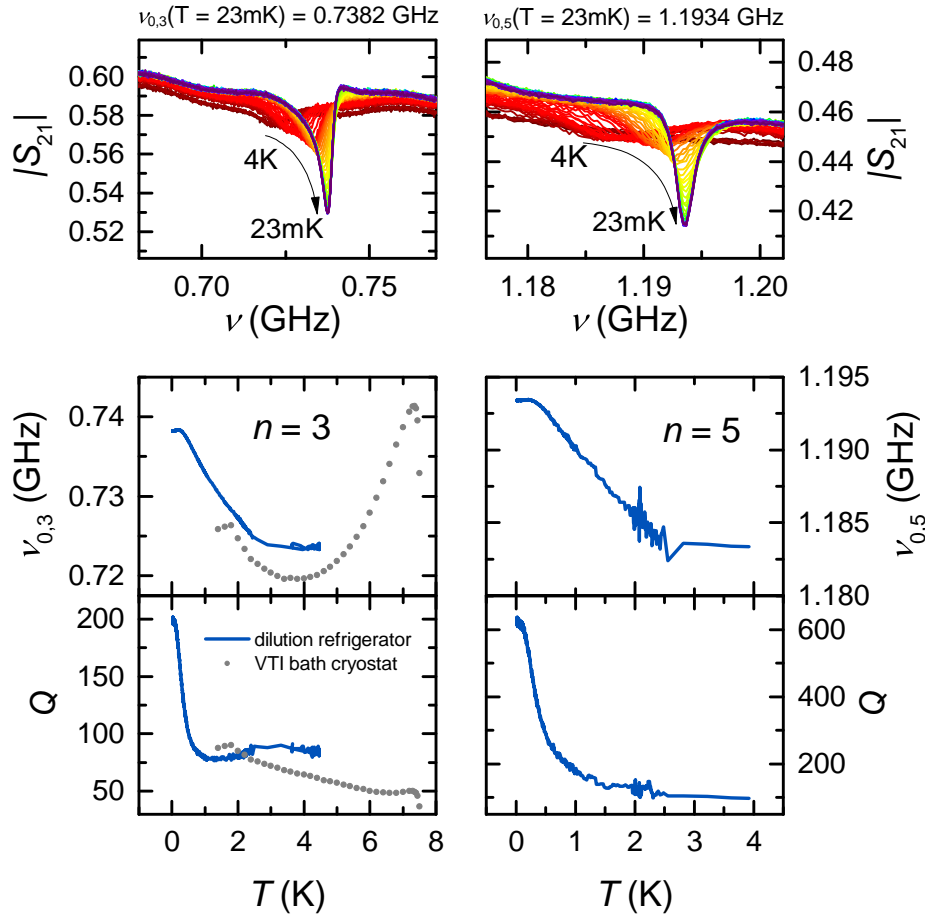 ν0,3(T = 23mK) = 0.7382 GHz
ν0,5(T = 23mK) = 1.1934 GHz
|S21|
0.60
0.58
0.56
0.54
0.52
4K
23mK
0.70
0.75
ν (GHz)
0.48
0.46
0.44
0.42
|S21|
4K
23mK
1.18
1.19
1.20
ν (GHz)
ν0,3 (GHz)
0.74
0.73
0.72
n = 3
1.195
1.190
1.185
1.180
ν0.5 (GHz)
n = 5
Q
200
150
100
50
dilution refrigerator
VTI bath cryostat
0 2 4 6 8
T (K)
600
400
200
Q
0 1 2 3 4
T (K)